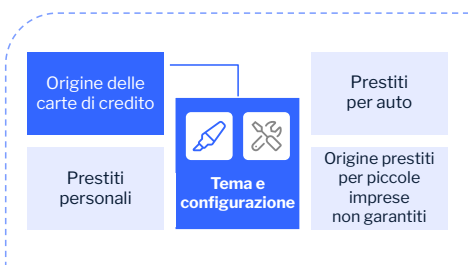 Origine delle
carte di credito
Prestiti
per auto
Prestiti
personali
Tema e
configurazione
Origine prestiti
per piccole
imprese
non garantiti